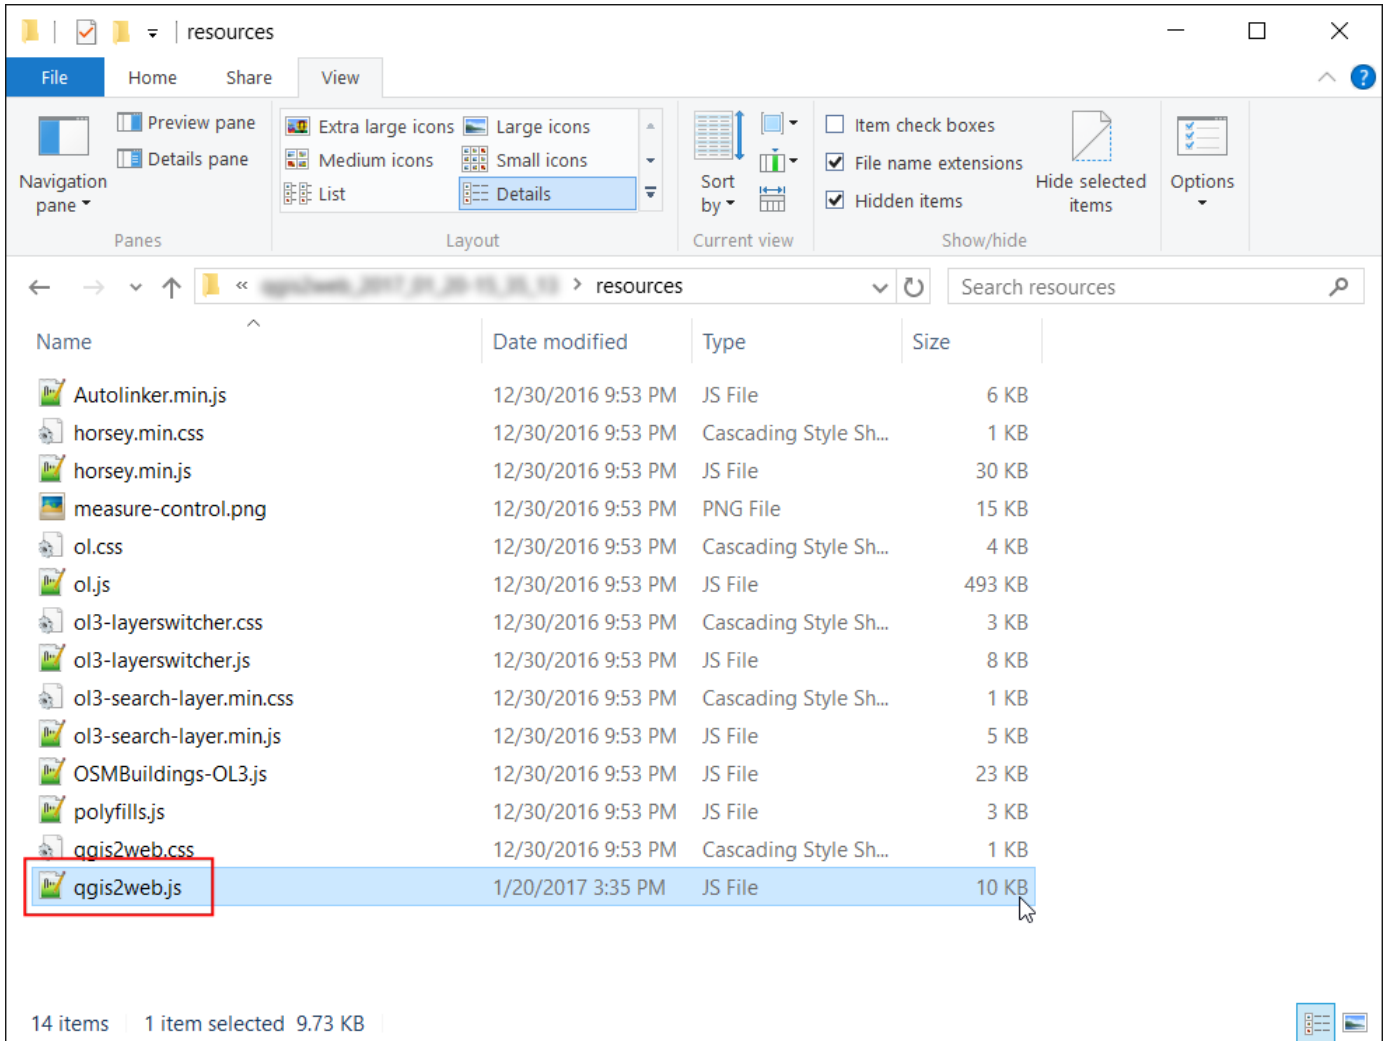 resources
File Home Share View
Navigation pane
Preview pane
Details pane
Panes
Extra large icons Large icons
Medium icons Small icons
List Details
Layout
Sort by
Current view
Item check boxes
File name extensions
Hidden items
Hide selected items
Show/hide
Options
« > resources
Search resources
Name Date modified Type Size
Autolinker.min.js 12/30/2016 9:53 PM JS File 6 KB
horsey.min.css 12/30/2016 9:53 PM Cascading Style Sh... 1 KB
horsey.min.js 12/30/2016 9:53 PM JS File 30 KB
measure-control.png 12/30/2016 9:53 PM PNG File 15 KB
ol.css 12/30/2016 9:53 PM Cascading Style Sh... 4 KB
ol.js 12/30/2016 9:53 PM JS File 493 KB
ol3-layerswitcher.css 12/30/2016 9:53 PM Cascading Style Sh... 3 KB
ol3-layerswitcher.js 12/30/2016 9:53 PM JS File 8 KB
ol3-search-layer.min.css 12/30/2016 9:53 PM Cascading Style Sh... 1 KB
ol3-search-layer.min.js 12/30/2016 9:53 PM JS File 5 KB
OSMBuildings-OL3.js 12/30/2016 9:53 PM JS File 23 KB
polyfills.js 12/30/2016 9:53 PM JS File 3 KB
qgis2web.css 12/30/2016 9:53 PM Cascading Style Sh... 1 KB
qgis2web.js 1/20/2017 3:35 PM JS File 10 KB
14 items 1 item selected 9.73 KB